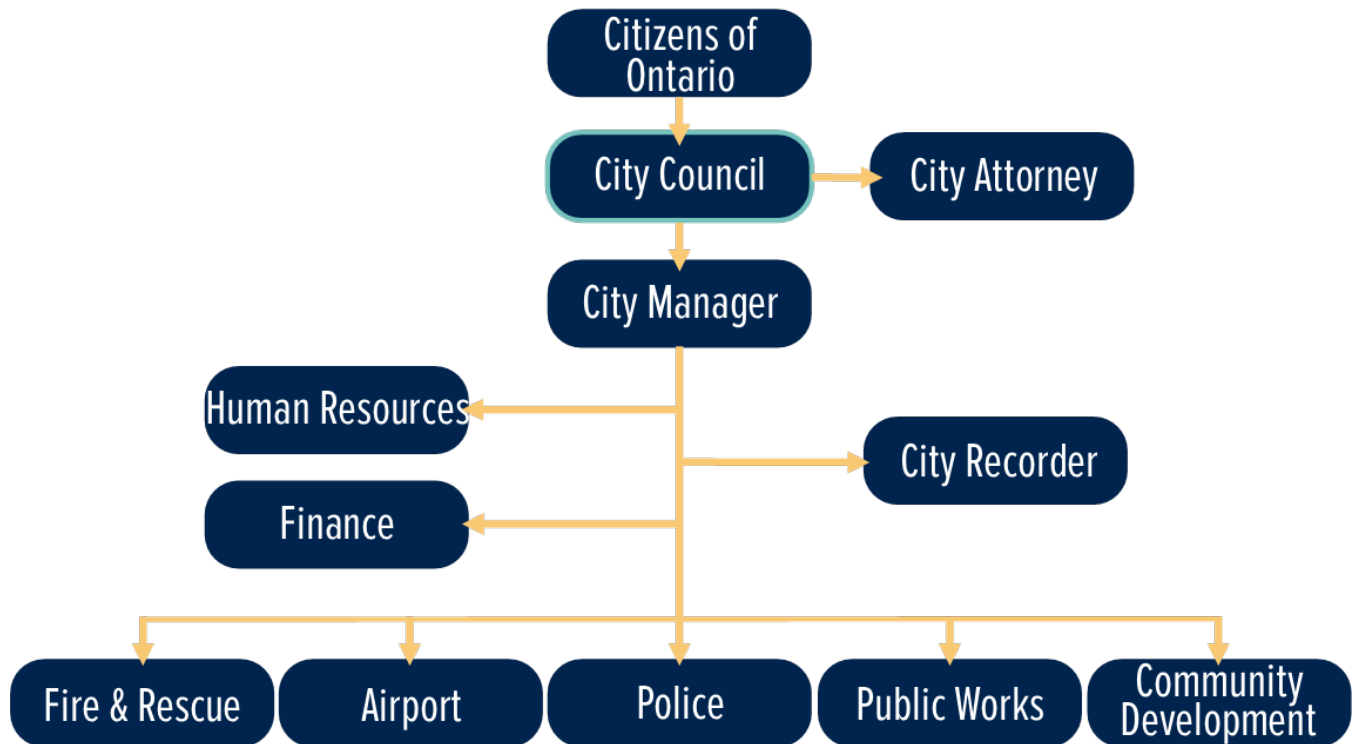 Citizens of
Ontario
City Council
City Attorney
City Manager
Human Resources
City Recorder
Finance
Fire & Rescue
Airport
Police
Public Works
Community
Development